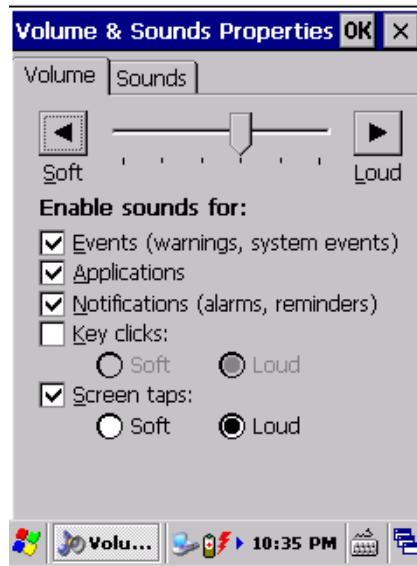 Volume & Sounds Properties OK ×
Volume Sounds
Soft Loud
Enable sounds for:
Events (warnings, system events)
Applications
Notifications (alarms, reminders)
Key clicks:
Soft Loud
Screen taps:
Soft Loud
Volu... 10:35 PM